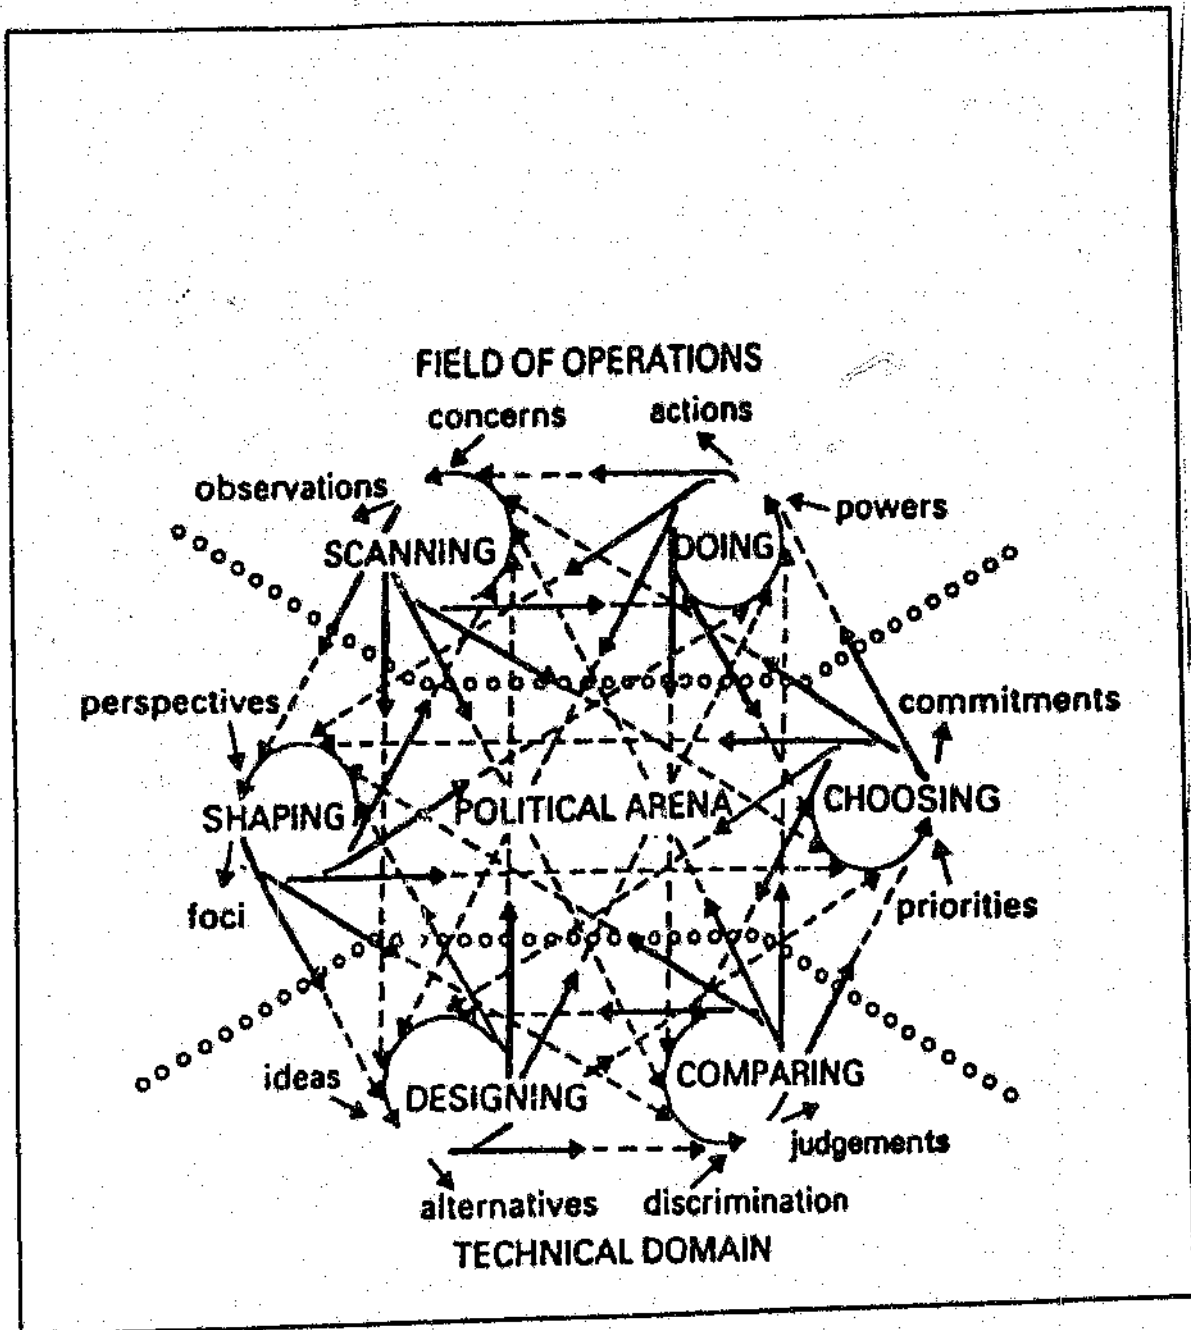 FIELD OF OPERATIONS
concerns actions
observations
powers
SCANNING DOING
perspectives
commitments
SHAPING POLITICAL ARENA CHOOSING
foci
priorities
ideas
DESIGNING COMPARING
judgements
alternatives discrimination
TECHNICAL DOMAIN